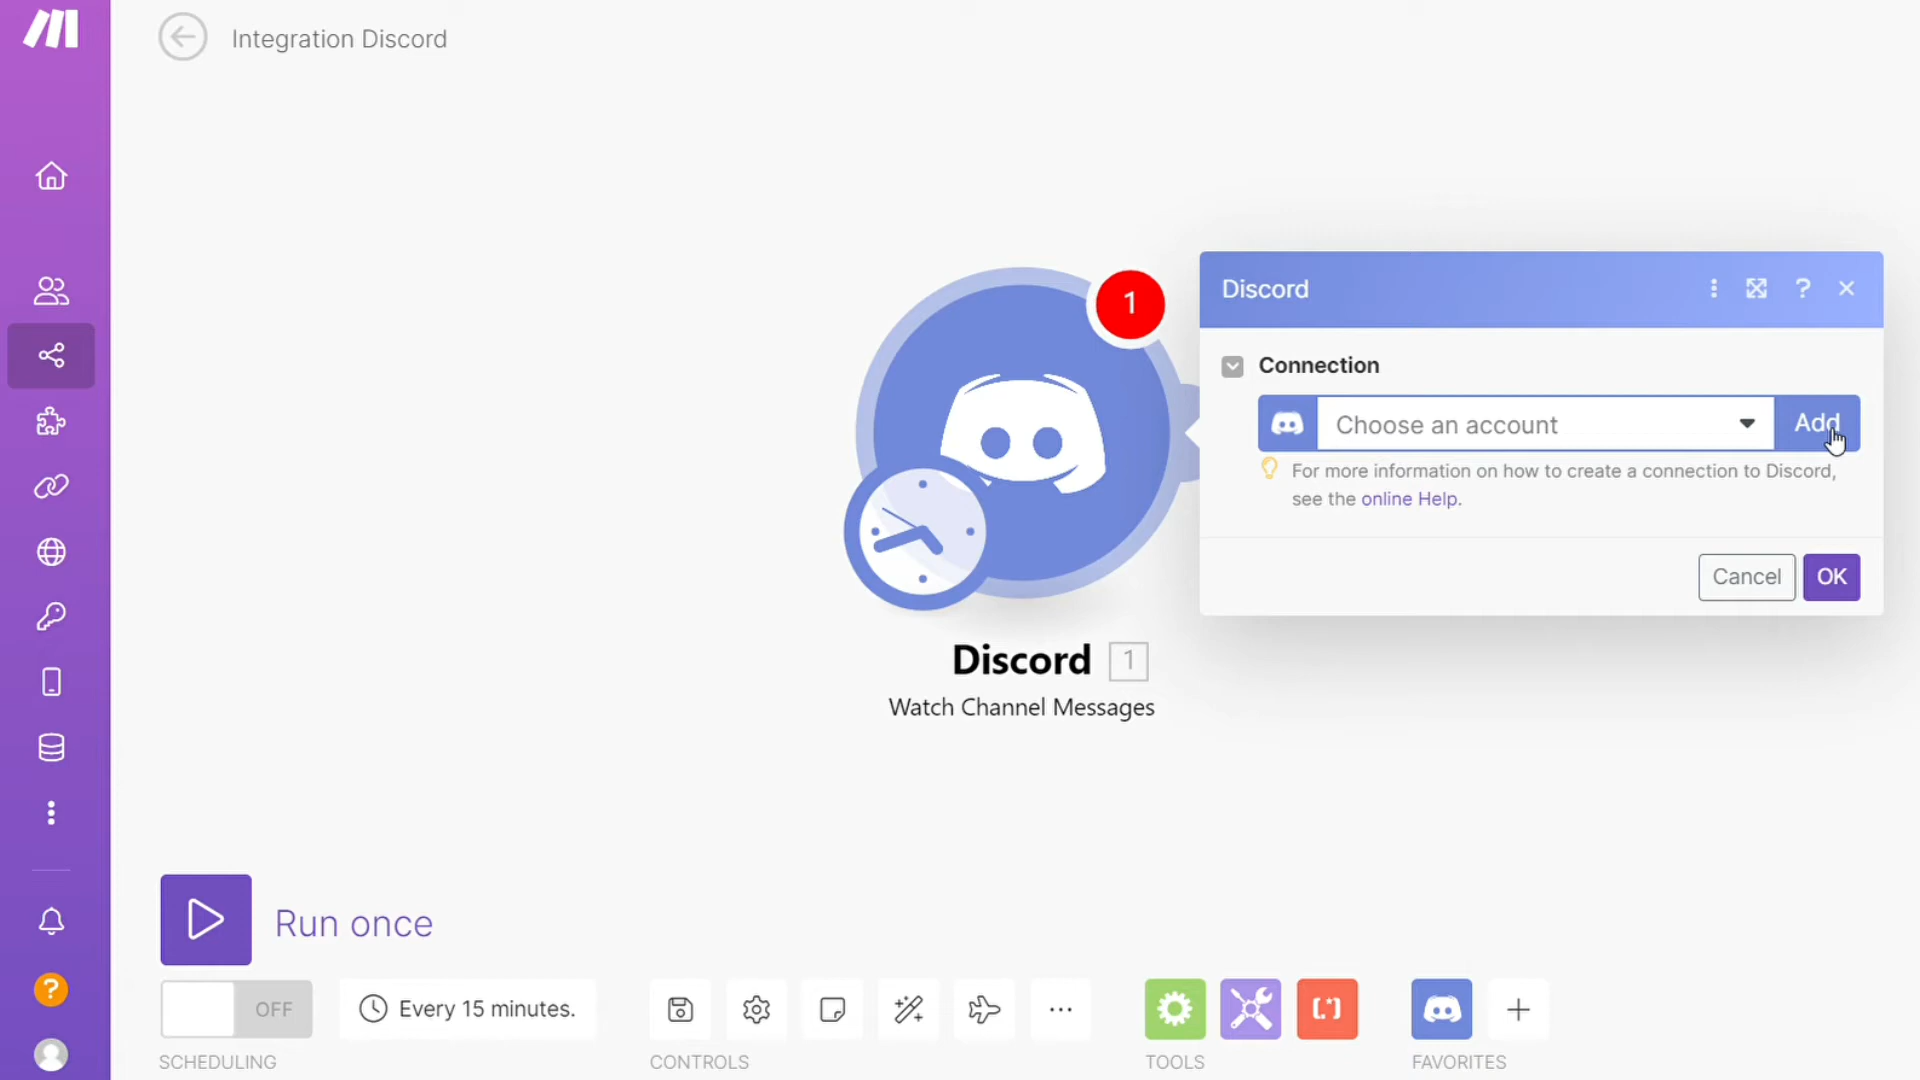 Integration Discord
1
Discord
?
Connection
Choose an account
Add
For more information on how to create a connection to Discord,
see the online Help.
Cancel
OK
Discord 1
Watch Channel Messages
Run once
OFF
Every 15 minutes.
SCHEDULING
CONTROLS
TOOLS
FAVORITES
?